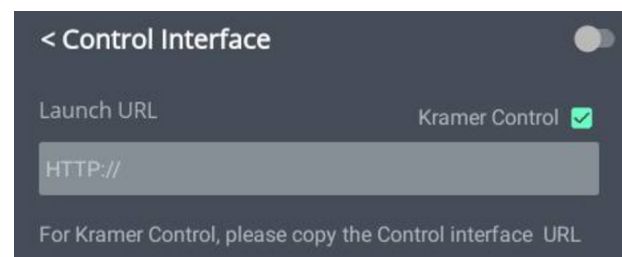 < Control Interface
Launch URL
Kramer Control
HTTP://
For Kramer Control, please copy the Control interface URL